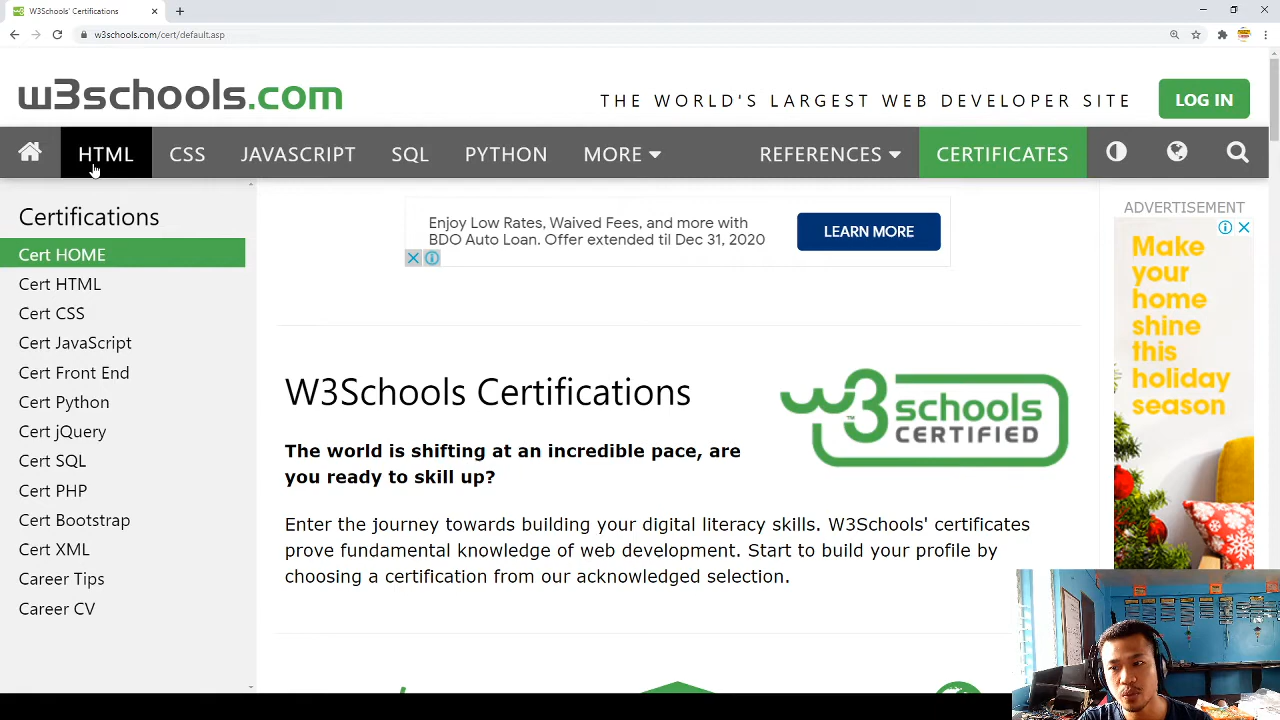 W3Schools' Certifications
w3schools.com/cert/default.asp
w3schools.com
THE WORLD'S LARGEST WEB DEVELOPER SITE
LOG IN
HTML
CSS
JAVASCRIPT
SQL
PYTHON
MORE
REFERENCES
CERTIFICATES
Certifications
Cert HOME
Cert HTML
Cert CSS
Cert JavaScript
Cert Front End
Cert Python
Cert jQuery
Cert SQL
Cert PHP
Cert Bootstrap
Cert XML
Career Tips
Career CV
Enjoy Low Rates, Waived Fees, and more with
BDO Auto Loan. Offer extended til Dec 31, 2020
LEARN MORE
W3Schools Certifications
w3schools
CERTIFIED
™
The world is shifting at an incredible pace, are
you ready to skill up?
Enter the journey towards building your digital literacy skills. W3Schools' certificates
prove fundamental knowledge of web development. Start to build your profile by
choosing a certification from our acknowledged selection.
ADVERTISEMENT
Make
your
home
shine
this
holiday
season